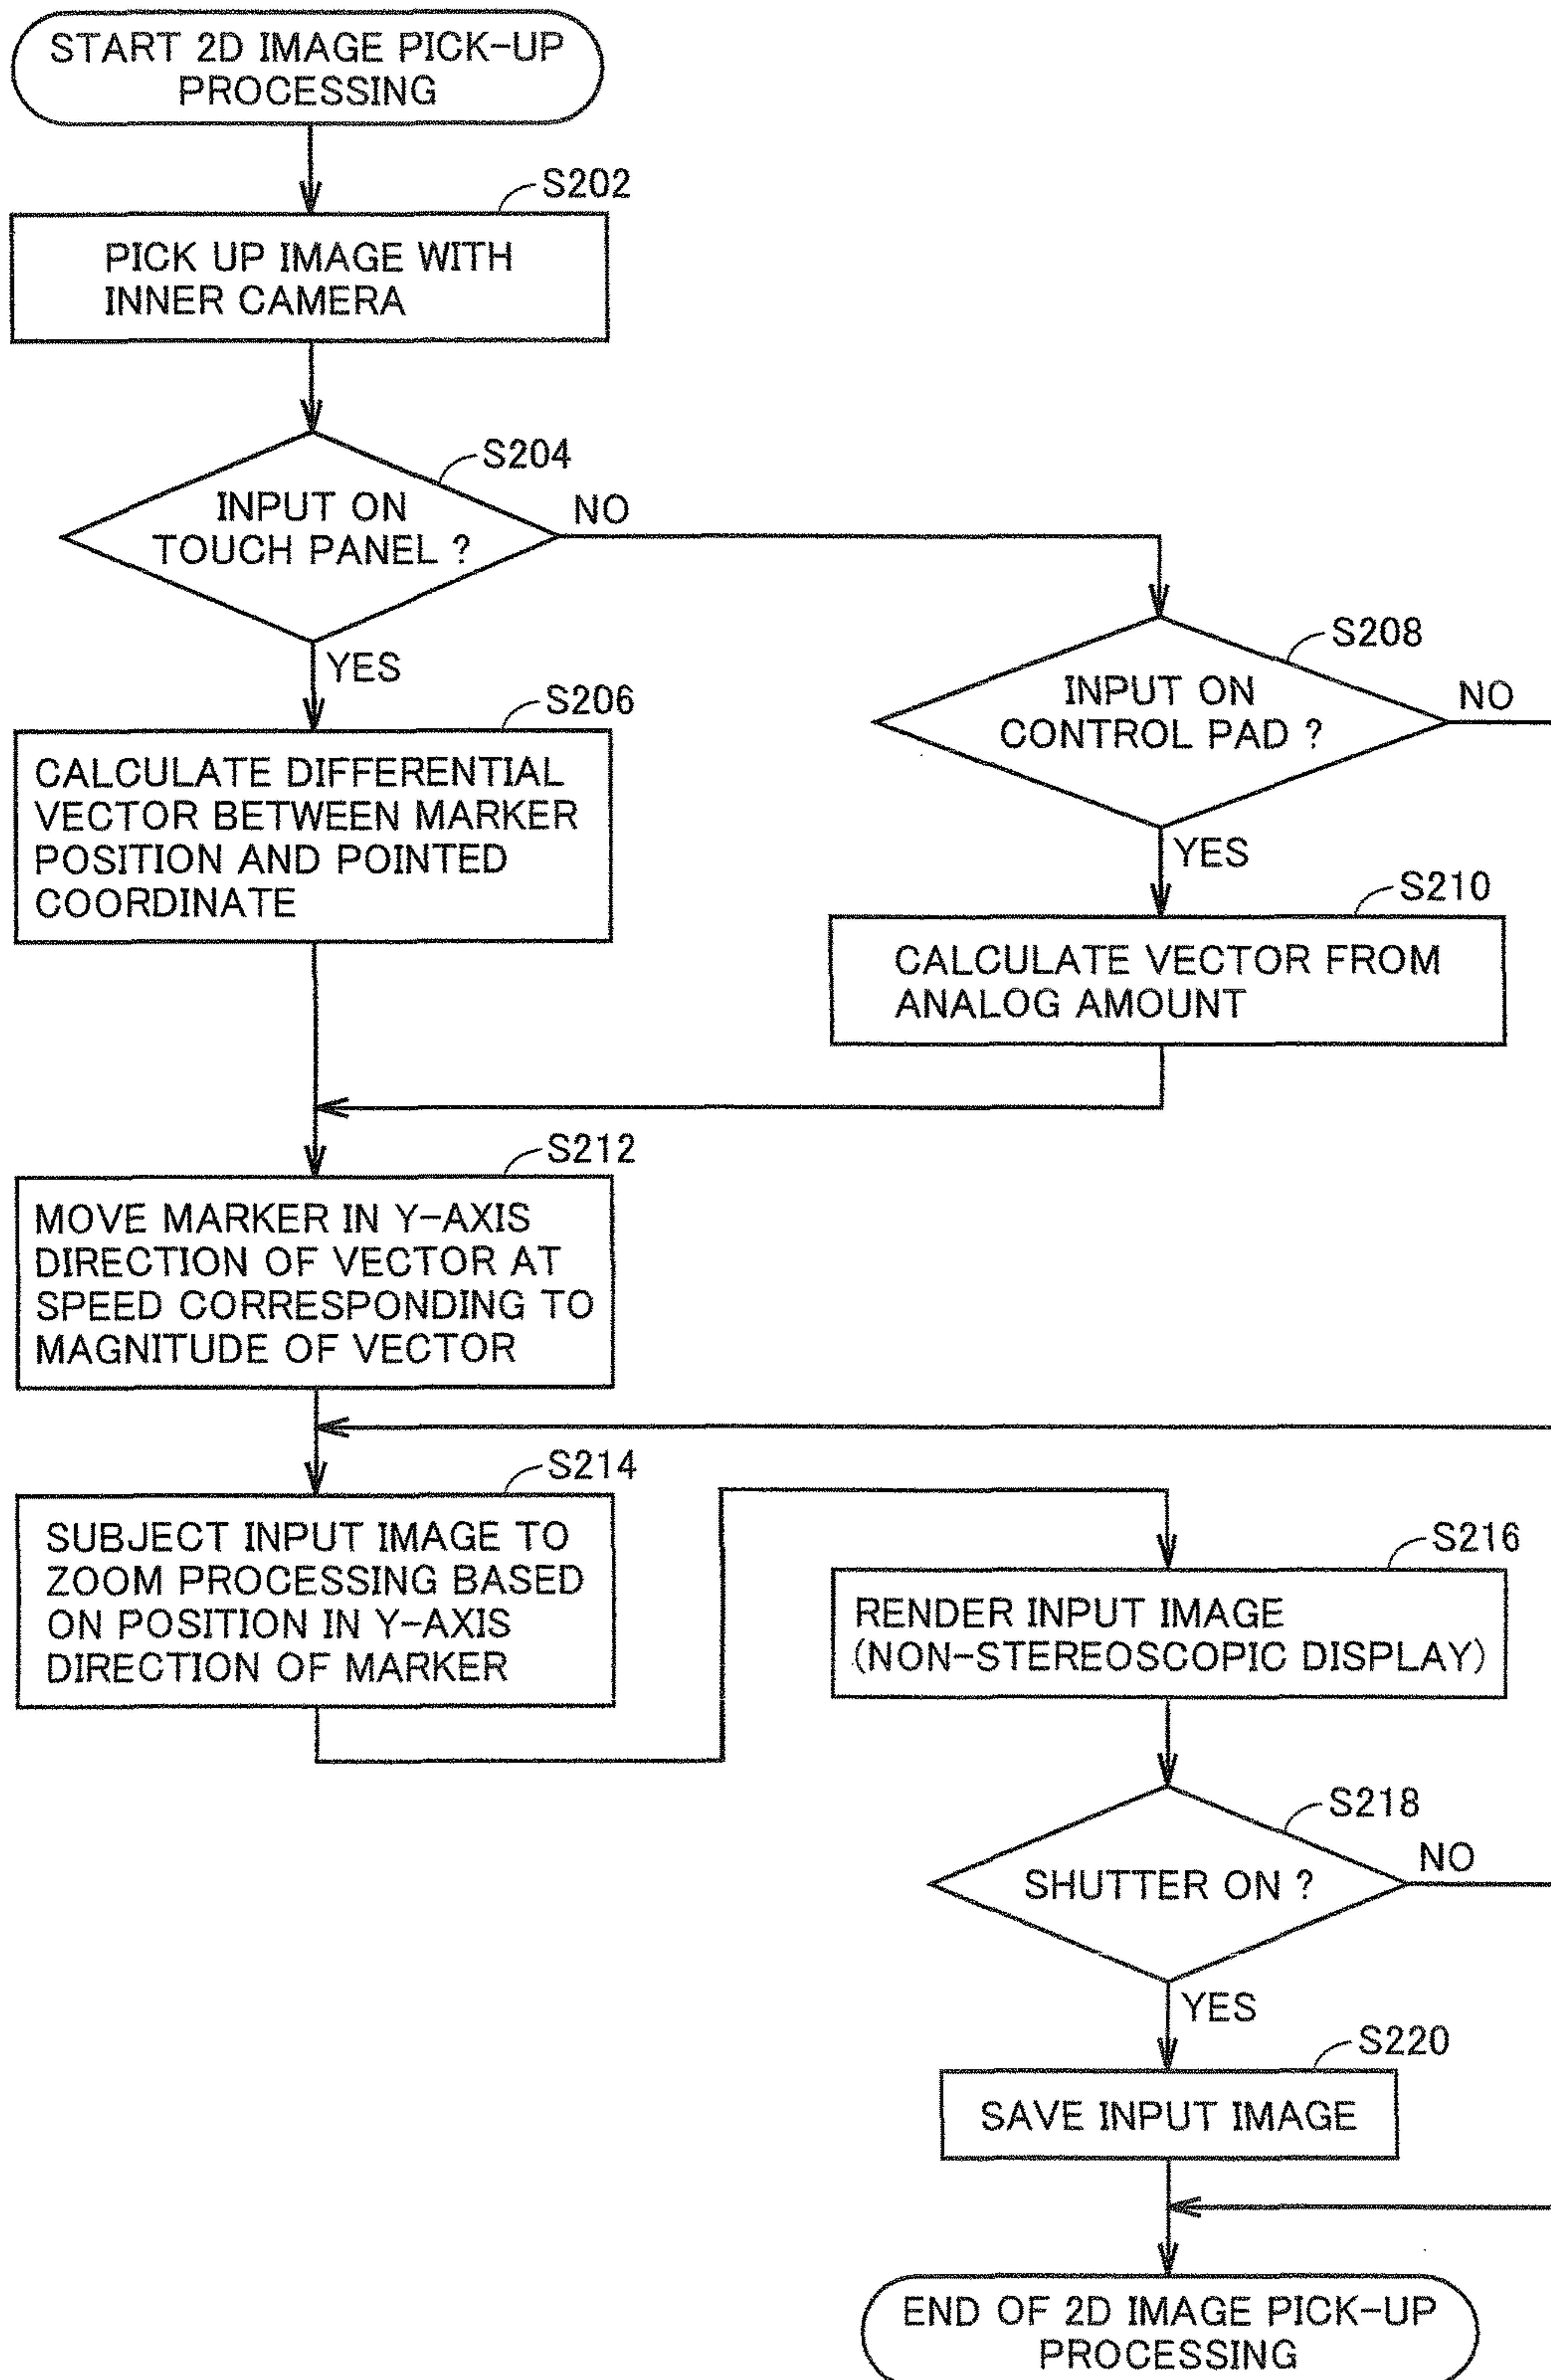 START 2D IMAGE PICK-UP
PROCESSING
S202
PICK UP IMAGE WITH
INNER CAMERA
S204
INPUT ON
TOUCH PANEL ?
NO
YES
S206
CALCULATE DIFFERENTIAL
VECTOR BETWEEN MARKER
POSITION AND POINTED
COORDINATE
S208
INPUT ON
CONTROL PAD ?
NO
YES
S210
CALCULATE VECTOR FROM
ANALOG AMOUNT
S212
MOVE MARKER IN Y-AXIS
DIRECTION OF VECTOR AT
SPEED CORRESPONDING TO
MAGNITUDE OF VECTOR
S214
SUBJECT INPUT IMAGE TO
ZOOM PROCESSING BASED
ON POSITION IN Y-AXIS
DIRECTION OF MARKER
S216
RENDER INPUT IMAGE
(NON-STEREOSCOPIC DISPLAY)
S218
SHUTTER ON ?
NO
YES
S220
SAVE INPUT IMAGE
END OF 2D IMAGE PICK-UP
PROCESSING